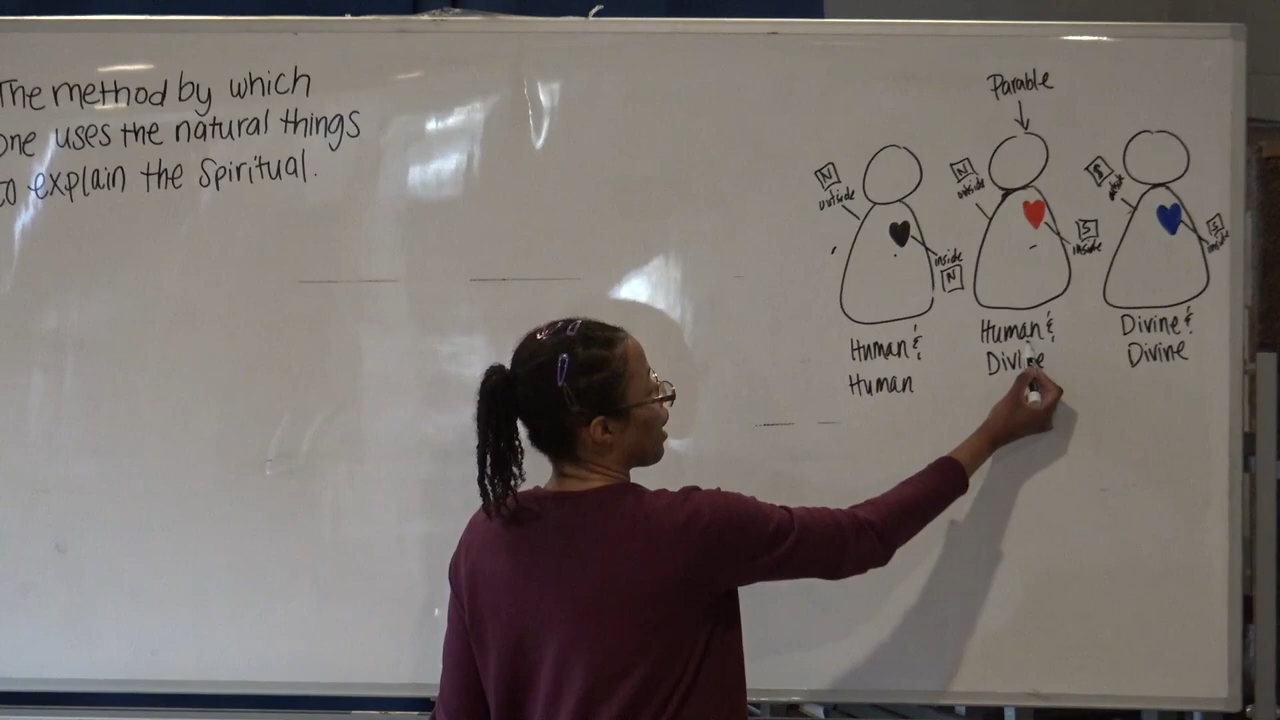 The method by which
one uses the natural things
to explain the Spiritual.
Parable
N
outside
inside
N
Human &
Human
N
outside
S
inside
Human &
Divine
S
S
inside
Divine &
Divine